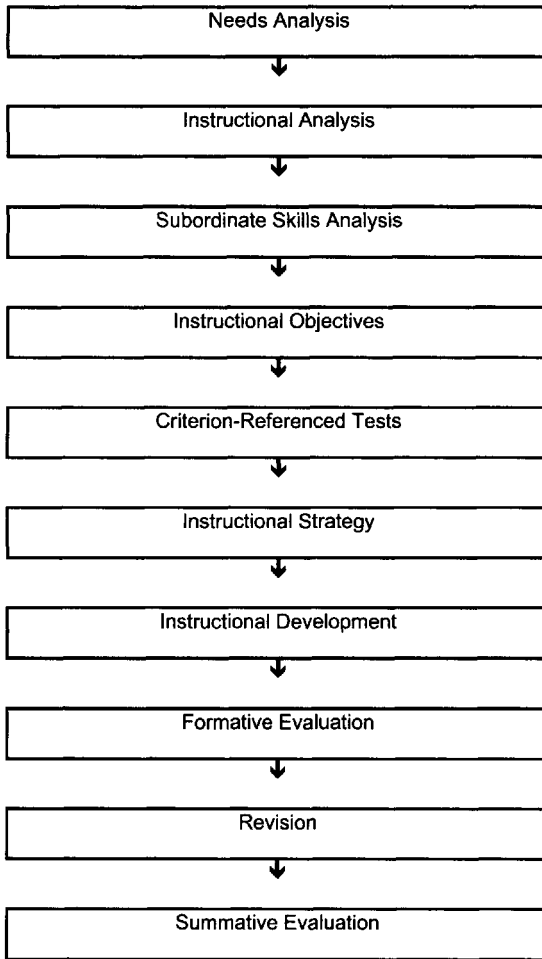 Needs Analysis
Instructional Analysis
Subordinate Skills Analysis
Instructional Objectives
Criterion-Referenced Tests
Instructional Strategy
Instructional Development
Formative Evaluation
Revision
Summative Evaluation